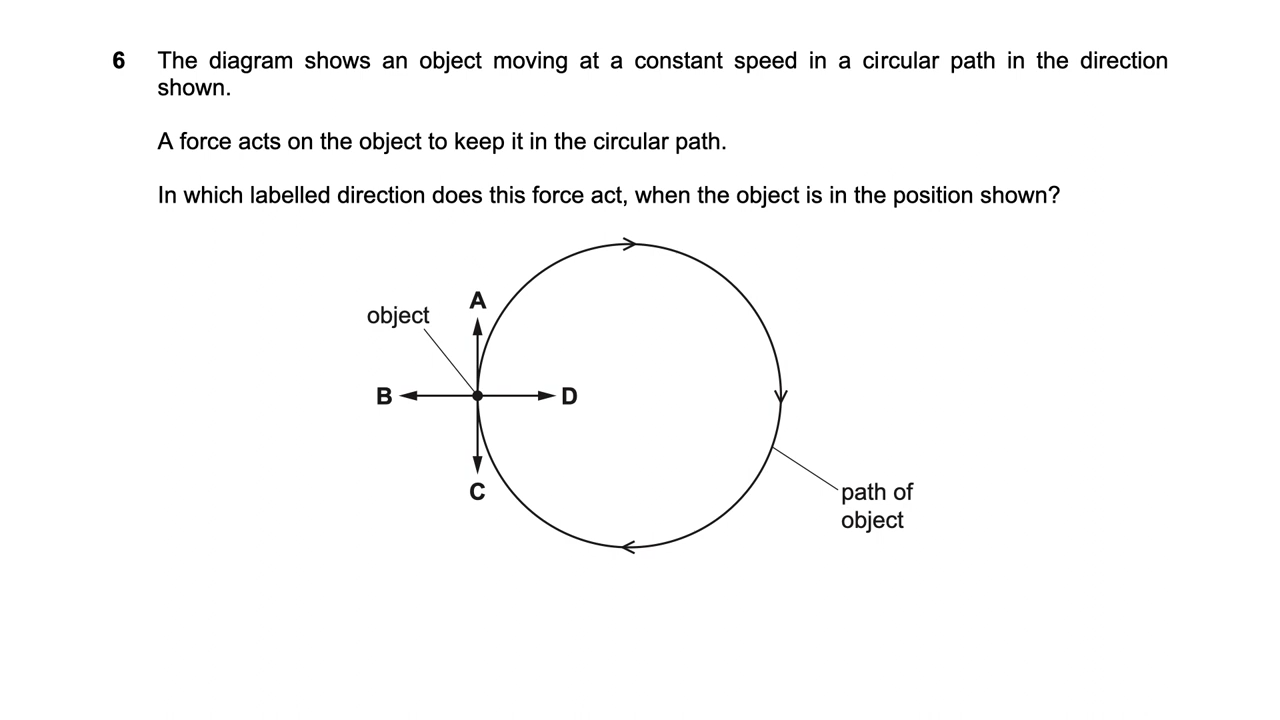 6 The diagram shows an object moving at a constant speed in a circular path in the direction
shown.
A force acts on the object to keep it in the circular path.
In which labelled direction does this force act, when the object is in the position shown?
A
object
B
D
C
path of
object